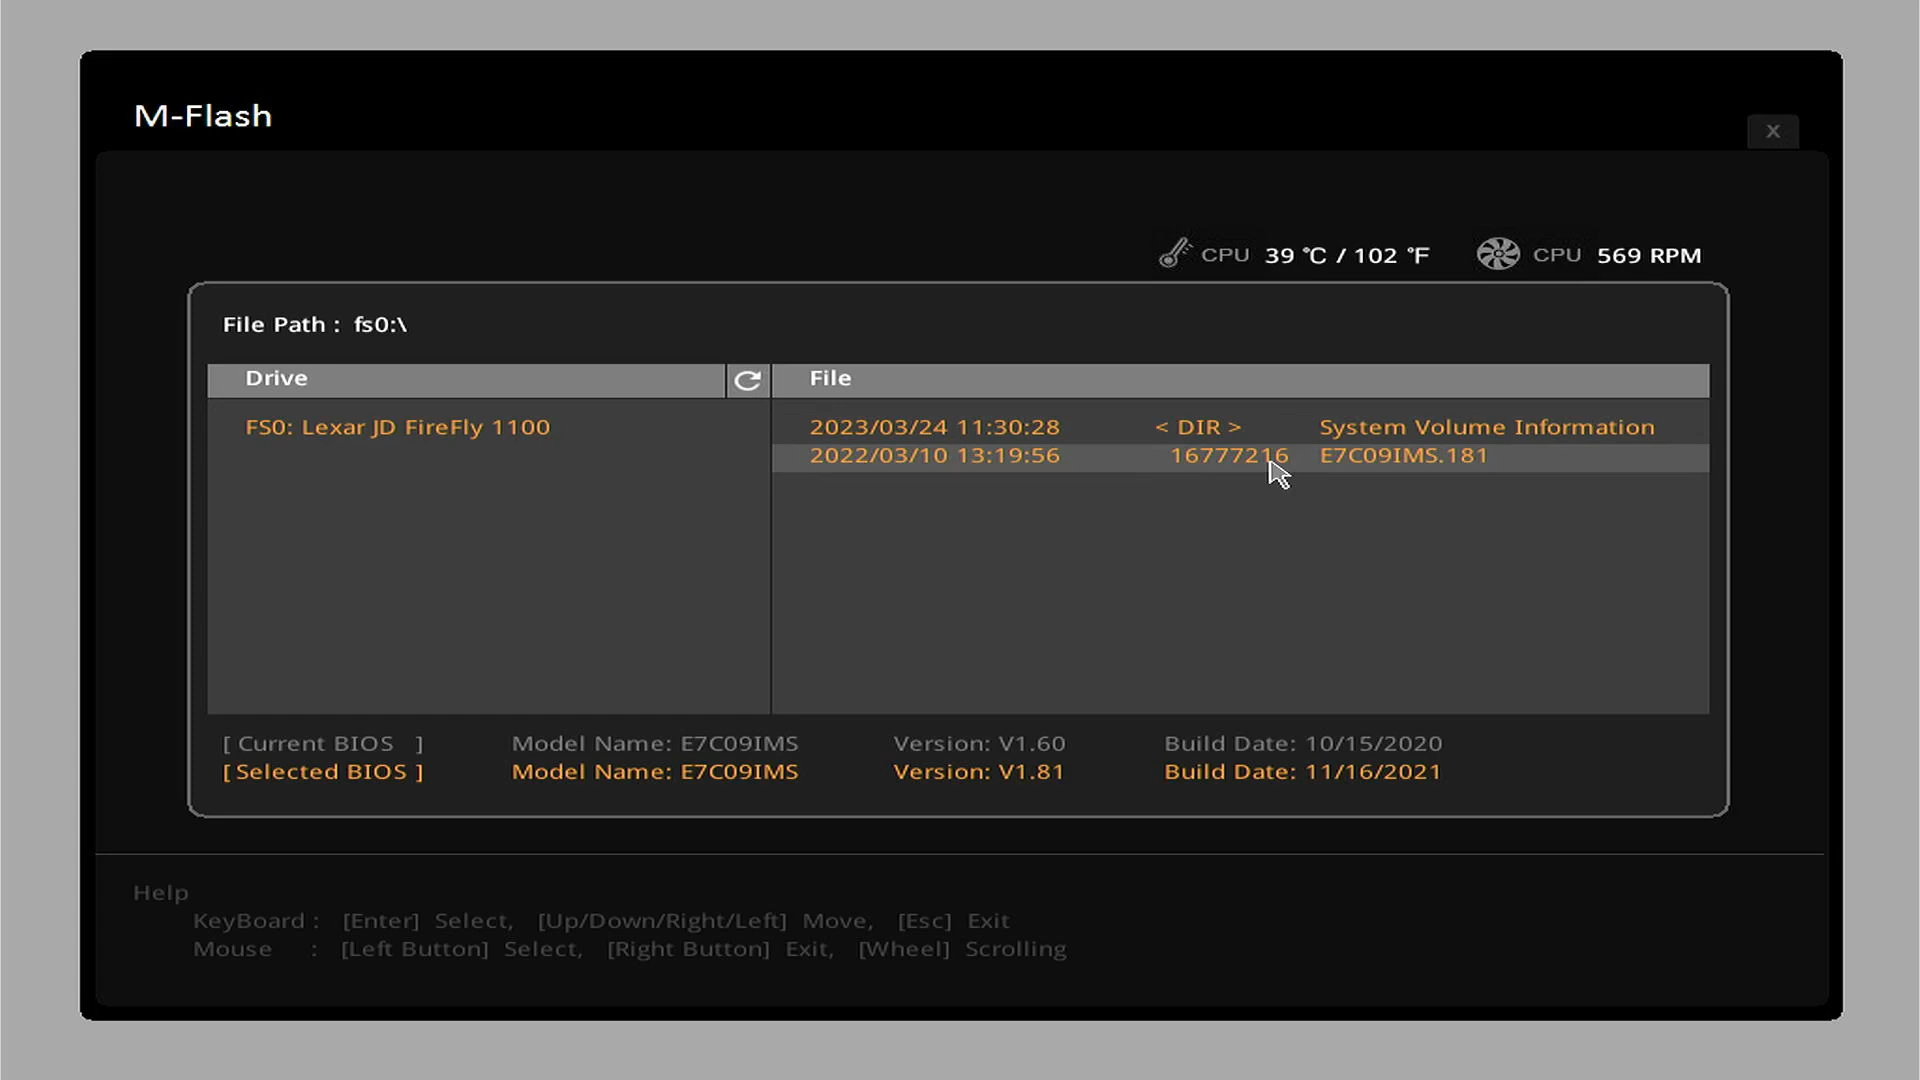 M-Flash
X
CPU 39 ℃ / 102 ℉ CPU 569 RPM
File Path : fs0:\
Drive File
FS0: Lexar JD FireFly 1100 2023/03/24 11:30:28 < DIR > System Volume Information
2022/03/10 13:19:56 16777216 E7C09IMS.181
[ Current BIOS ] Model Name: E7C09IMS Version: V1.60 Build Date: 10/15/2020
[ Selected BIOS ] Model Name: E7C09IMS Version: V1.81 Build Date: 11/16/2021
Help
KeyBoard : [Enter] Select, [Up/Down/Right/Left] Move, [Esc] Exit
Mouse : [Left Button] Select, [Right Button] Exit, [Wheel] Scrolling